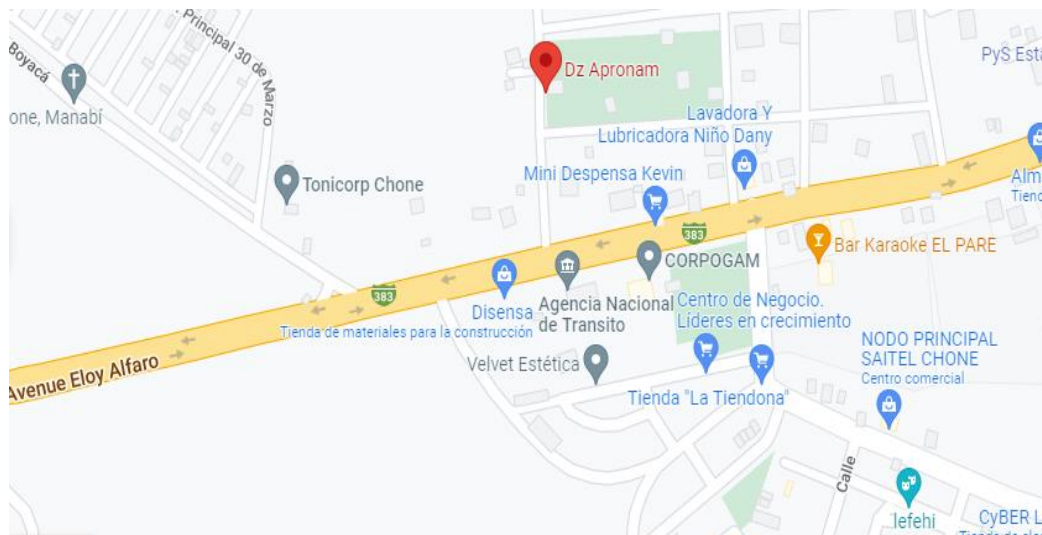 Principal 30 de Marzo
Boyacá
one, Manabí
Dz Apronam
PyS Est
Lavadora Y
Lubricadora Niño Dany
Mini Despensa Kevin
Tonicorp Chone
Alm
Tiend
383
Bar Karaoke EL PARE
CORPOGAM
383
Disensa
Tienda de materiales para la construcción
Agencia Nacional
de Transito
Centro de Negocio.
Líderes en crecimiento
Velvet Estética
NODO PRINCIPAL
SAITEL CHONE
Centro comercial
Avenue Eloy Alfaro
Tienda "La Tiendona"
Calle
Iefehi
CyBER L